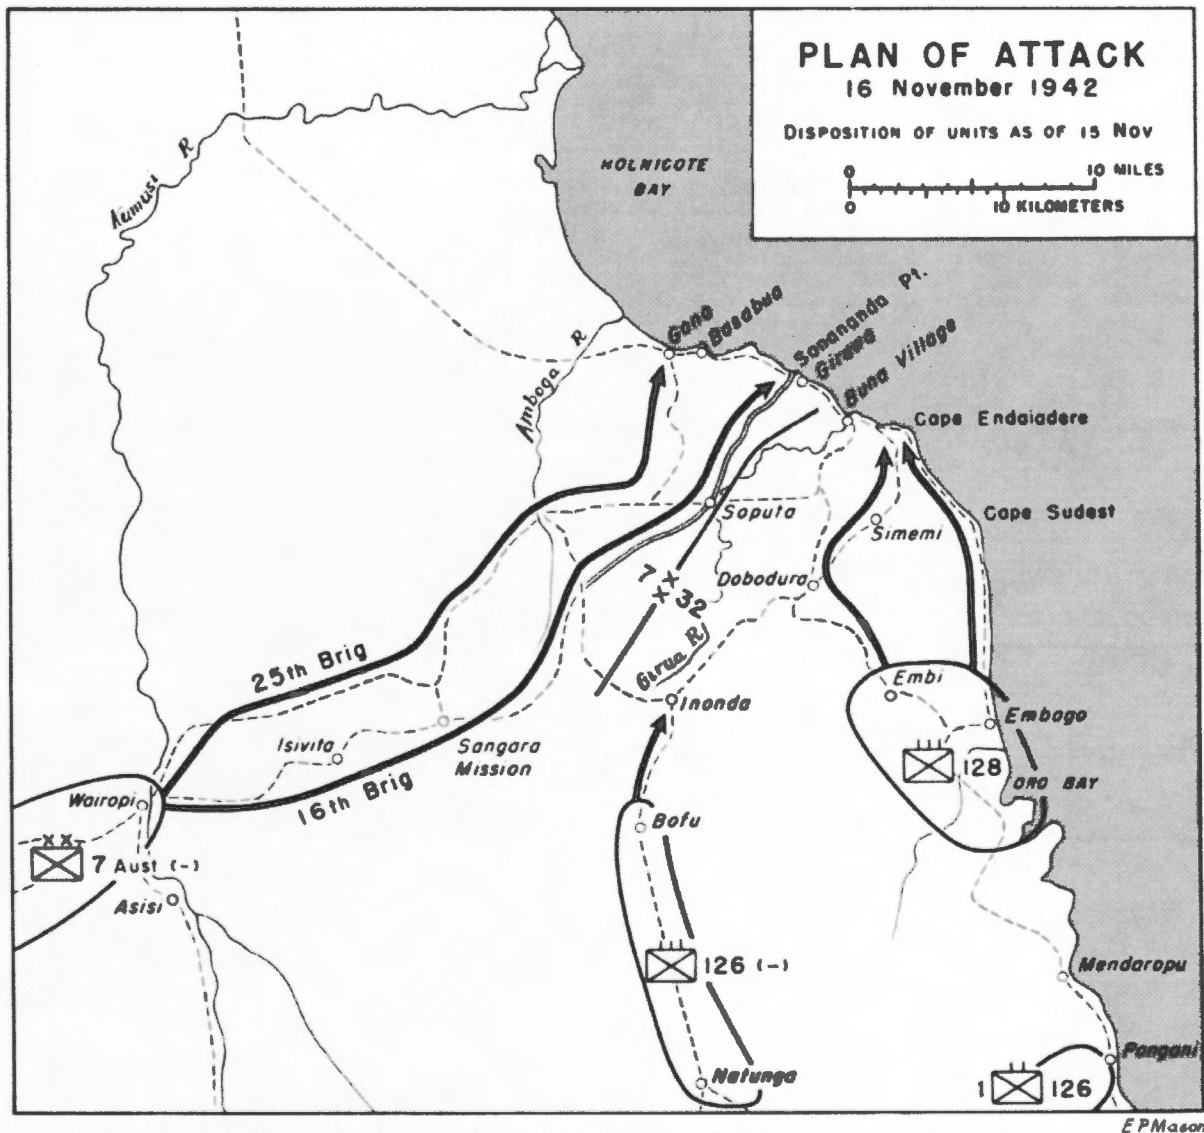 PLAN OF ATTACK
16 November 1942
DISPOSITION OF UNITS AS OF 15 NOV
0 10 MILES
0 10 KILOMETERS
HOLNICOTE
BAY
Kumusi R
Amboga R
Gona
Basabua
Sanananda Pt.
Giruwa
Buna Village
Cape Endaiadere
Cape Sudest
Soputa
Simemi
Dobodura
7 XX 32
Girua R
25th Brig
Inonda
Embi
Embogo
Isivita
Sangara
Mission
16th Brig
128
ORO BAY
Wairopi
Bofu
XX
7 Aust (-)
Asisi
126 (-)
Mendaropu
Natunga
Pongani
1 126
E P Mason